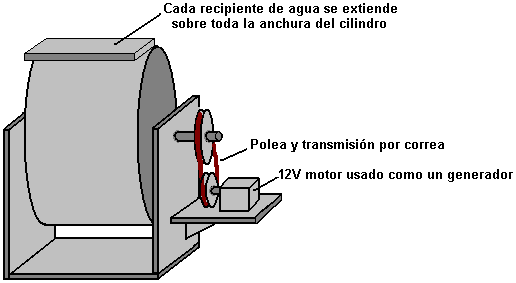 Cada recipiente de agua se extiende
sobre toda la anchura del cilindro
Polea y transmisión por correa
12V motor usado como un generador